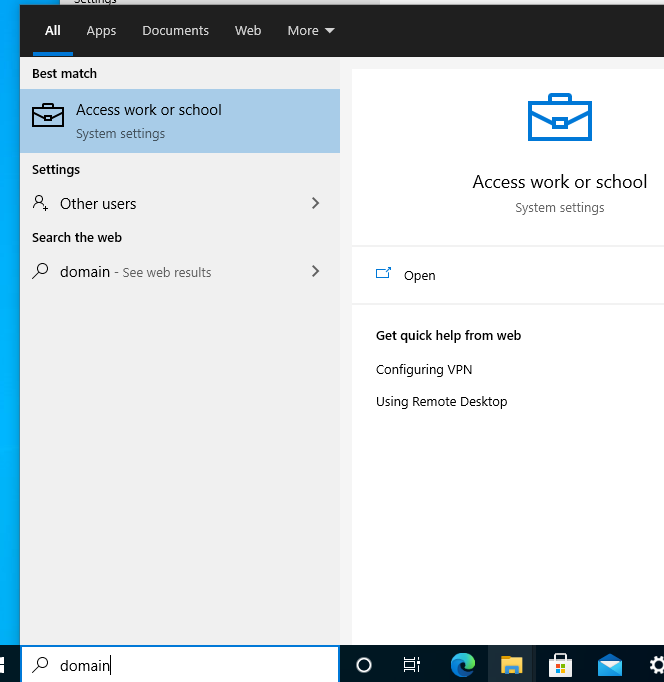 Settings
All Apps Documents Web More
Best match
Access work or school
System settings
Settings
Other users
Search the web
domain - See web results
Access work or school
System settings
Open
Get quick help from web
Configuring VPN
Using Remote Desktop
domain